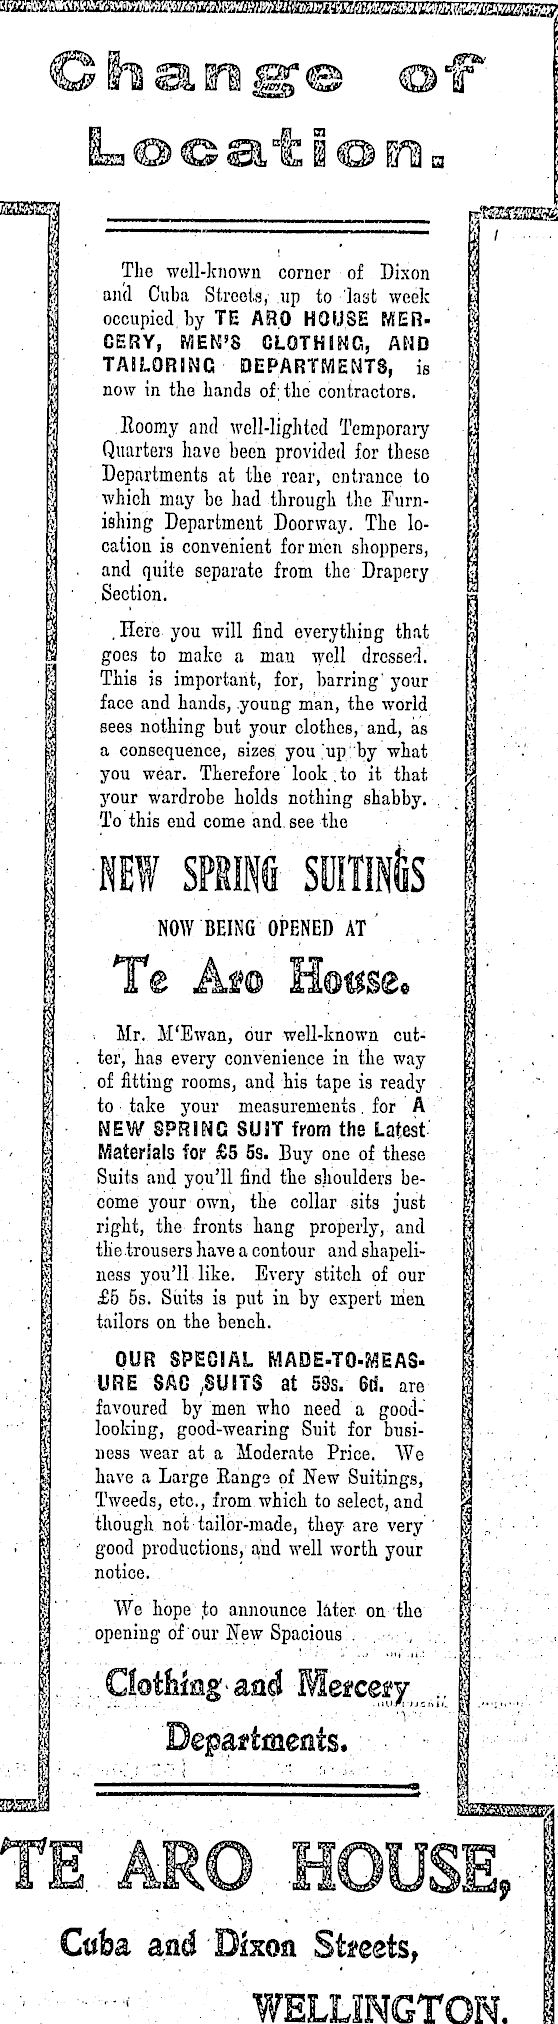 Change of
Location.
The well-known corner of Dixon
and Cuba Streets, up to last week
occupied by TE ARO HOUSE MER-
CERY, MEN'S CLOTHING, AND
TAILORING DEPARTMENTS, is
now in the hands of the contractors.
Roomy and well-lighted Temporary
Quarters have been provided for these
Departments at the rear, entrance to
which may be had through the Furn-
ishing Department Doorway. The lo-
cation is convenient for men shoppers,
and quite separate from the Drapery
Section.
Here you will find everything that
goes to make a man well dressed.
This is important, for, barring your
face and hands, young man, the world
sees nothing but your clothes, and, as
a consequence, sizes you up by what
you wear. Therefore look to it that
your wardrobe holds nothing shabby.
To this end come and see the
NEW SPRING SUITINGS
NOW BEING OPENED AT
Te Aro House.
Mr. M'Ewan, our well-known cut-
ter, has every convenience in the way
of fitting rooms, and his tape is ready
to take your measurements for A
NEW SPRING SUIT from the Latest
Materials for £5 5s. Buy one of these
Suits and you'll find the shoulders be-
come your own, the collar sits just
right, the fronts hang properly, and
the trousers have a contour and shapeli-
ness you'll like. Every stitch of our
£5 5s. Suits is put in by expert men
tailors on the bench.
OUR SPECIAL MADE-TO-MEAS-
URE SAC SUITS at 59s. 6d. are
favoured by men who need a good-
looking, good-wearing Suit for busi-
ness wear at a Moderate Price. We
have a Large Range of New Suitings,
Tweeds, etc., from which to select, and
though not tailor-made, they are very
good productions, and well worth your
notice.
We hope to announce later on the
opening of our New Spacious
Clothing and Mercery
Departments.
TE ARO HOUSE,
Cuba and Dixon Streets,
WELLINGTON.